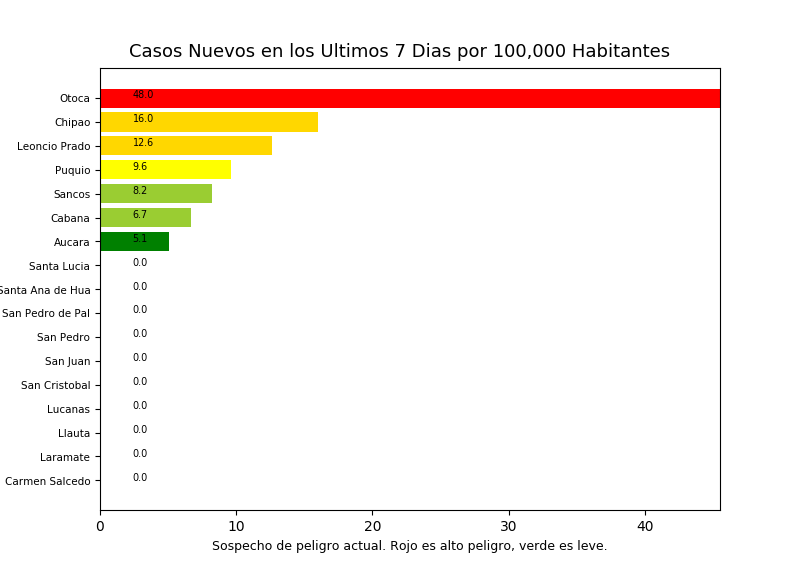 Casos Nuevos en los Ultimos 7 Dias por 100,000 Habitantes
Otoca 48.0
Chipao 16.0
Leoncio Prado 12.6
Puquio 9.6
Sancos 8.2
Cabana 6.7
Aucara 5.1
Santa Lucia 0.0
Santa Ana de Hua 0.0
San Pedro de Pal 0.0
San Pedro 0.0
San Juan 0.0
San Cristobal 0.0
Lucanas 0.0
Llauta 0.0
Laramate 0.0
Carmen Salcedo 0.0
0 10 20 30 40
Sospecho de peligro actual. Rojo es alto peligro, verde es leve.